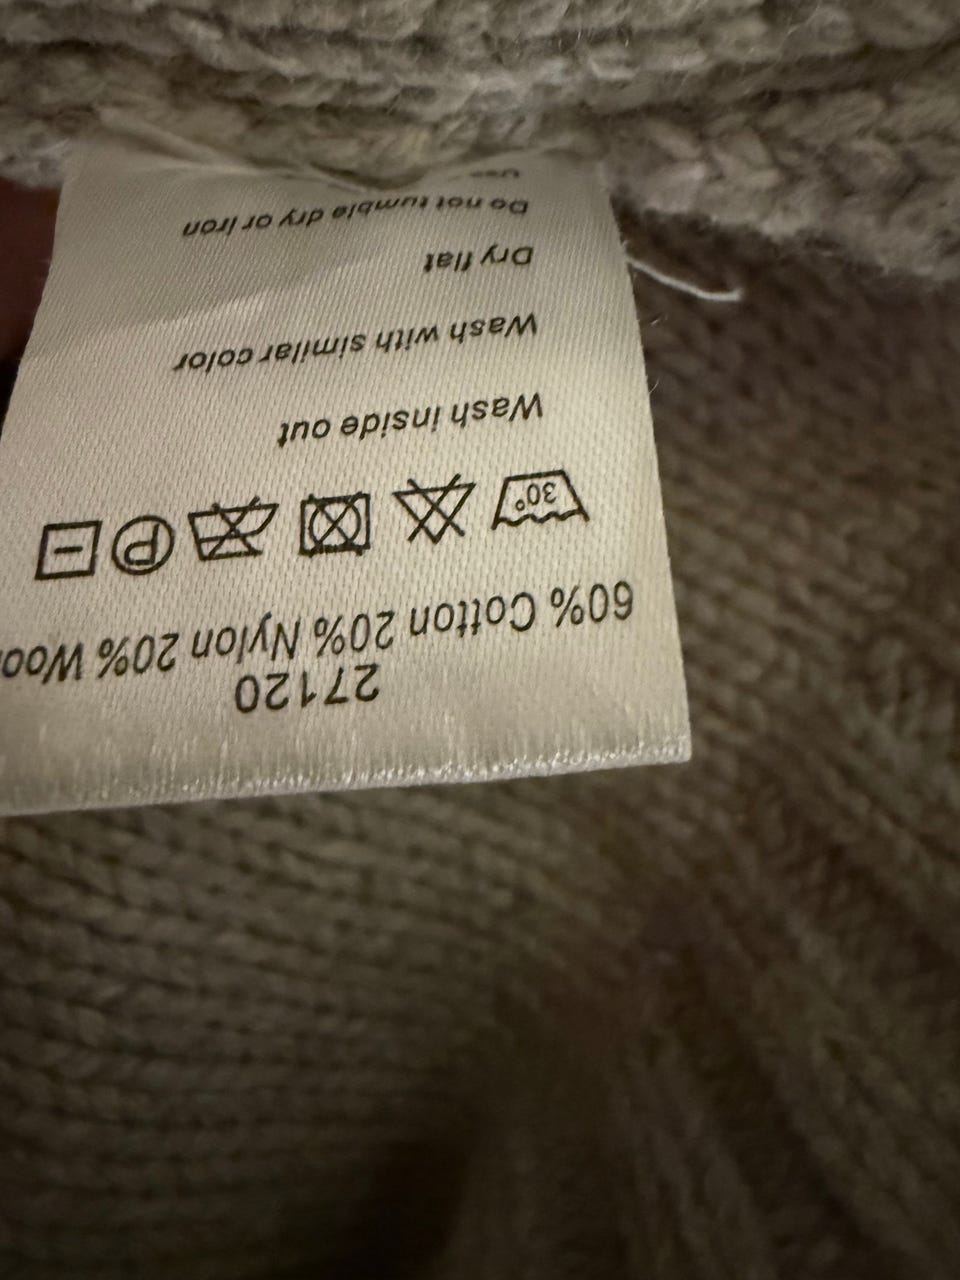 27120
60% Cotton 20% Nylon 20%
30°
P
Wash inside out
Wash with similar color
Dry flat
Do not tumble dry or Iron